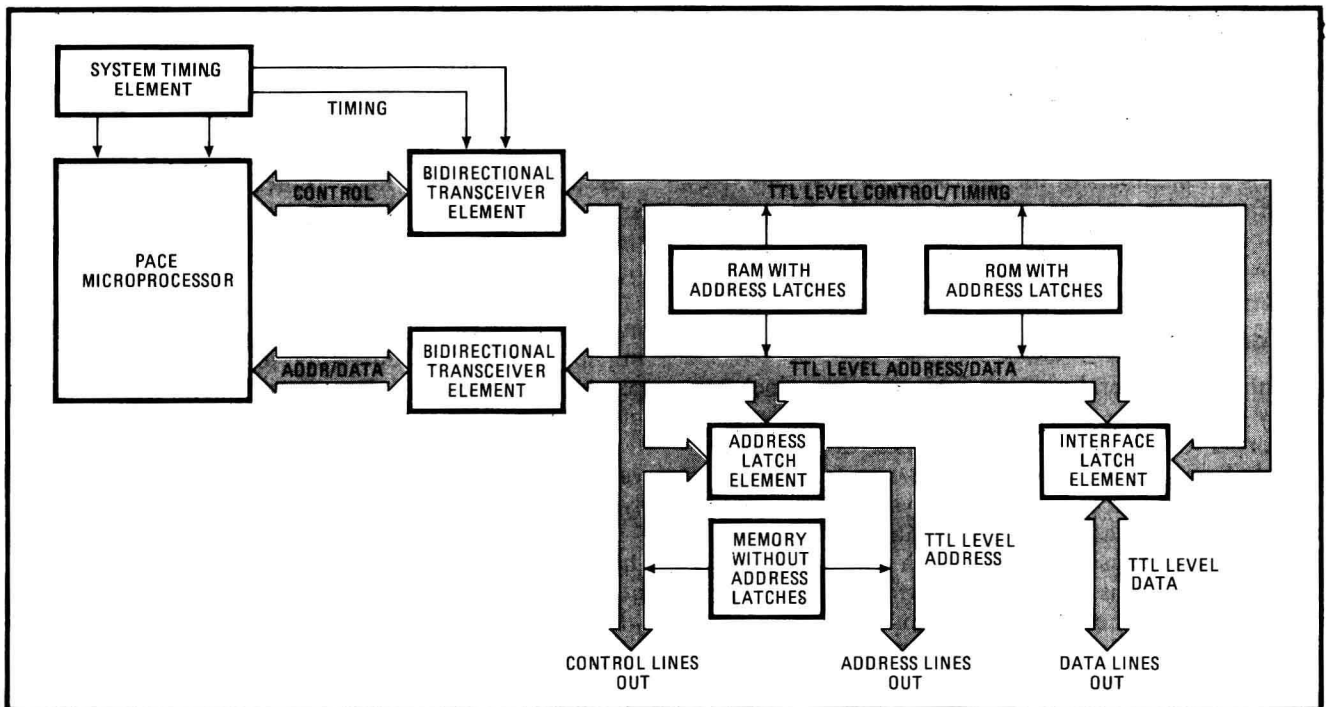 SYSTEM TIMING
ELEMENT
TIMING
PACE
MICROPROCESSOR
CONTROL
BIDIRECTIONAL
TRANSCEIVER
ELEMENT
TTL LEVEL CONTROL/TIMING
RAM WITH
ADDRESS LATCHES
ROM WITH
ADDRESS LATCHES
ADDR/DATA
BIDIRECTIONAL
TRANSCEIVER
ELEMENT
TTL LEVEL ADDRESS/DATA
ADDRESS
LATCH
ELEMENT
INTERFACE
LATCH
ELEMENT
MEMORY
WITHOUT
ADDRESS
LATCHES
TTL LEVEL
ADDRESS
TTL LEVEL
DATA
CONTROL LINES
OUT
ADDRESS LINES
OUT
DATA LINES
OUT